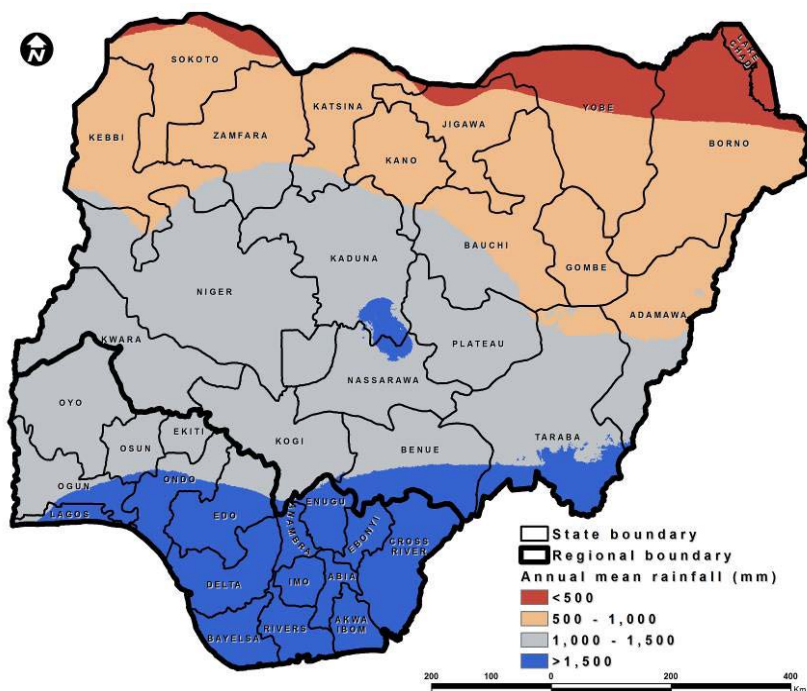 N
LAKE
CHAD
SOKOTO
KATSINA
YOBE
JIGAWA
KEBBI
ZAMFARA
BORNO
KANO
BAUCHI
KADUNA
GOMBE
NIGER
ADAMAWA
KWARA
PLATEAU
NASSARAWA
OYO
EKITI
OSUN
KOGI
BENUE
TARABA
ONDO
OGUN
ENUGU
LAGOS
EDO
ANAMBRA
EBONYI
CROSS
RIVER
DELTA
IMO
ABIA
AKWA
IBOM
BAYELSA
RIVERS
State boundary
Regional boundary
Annual mean rainfall (mm)
<500
500 - 1,000
1,000 - 1,500
>1,500
200 100 0 200 400
Km